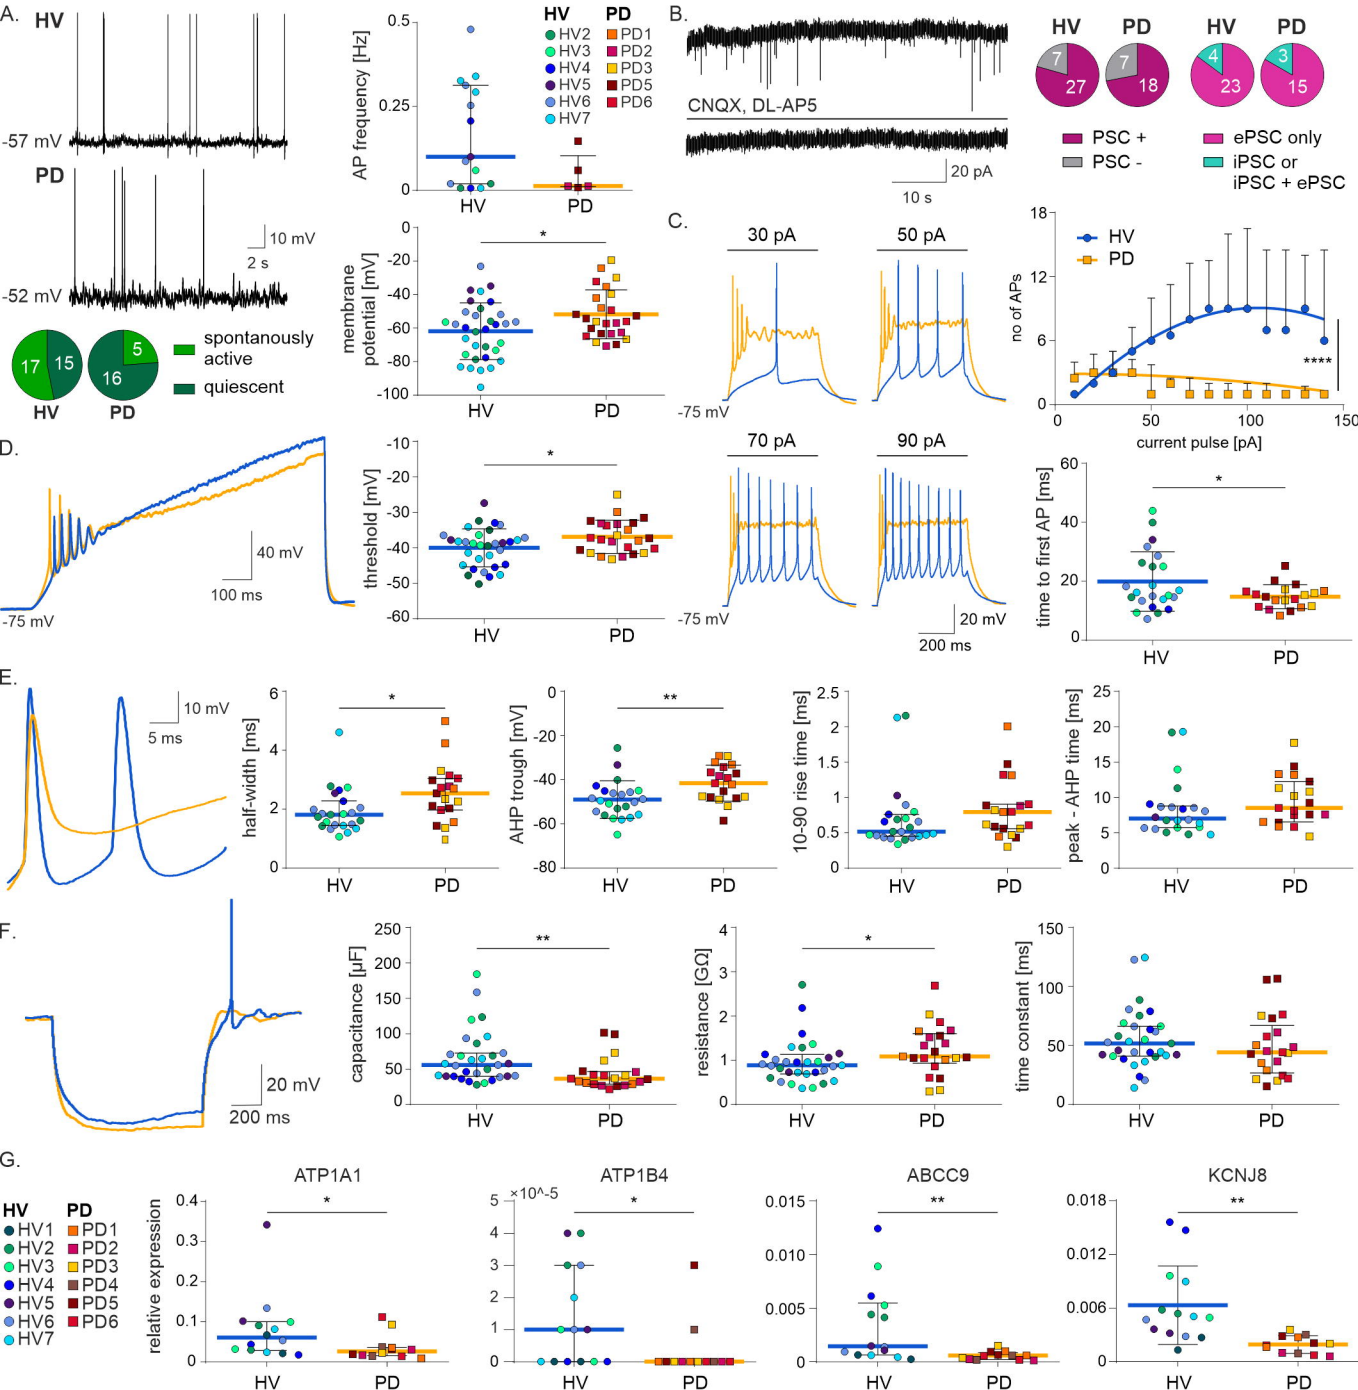 A.
HV
-57 mV
PD
-52 mV
10 mV
2 s
17
15
HV
5
16
PD
spontaneously
active
quiescent
AP frequency [Hz]
0.5
0.25
0
HV
PD
HV
HV2
HV3
HV4
HV5
HV6
HV7
PD
PD1
PD2
PD3
PD5
PD6
membrane
potential [mV]
0
-20
-40
-60
-80
-100
*
HV
PD
B.
CNQX, DL-AP5
20 pA
10 s
HV
PD
HV
PD
7
27
7
18
4
23
3
15
PSC +
PSC -
ePSC only
iPSC or
iPSC + ePSC
C.
30 pA
50 pA
-75 mV
70 pA
90 pA
-75 mV
20 mV
200 ms
no of APs
18
12
6
0
HV
PD
****
0
50
100
150
current pulse [pA]
time to first AP [ms]
60
40
20
0
*
HV
PD
D.
-75 mV
40 mV
100 ms
threshold [mV]
-10
-20
-30
-40
-50
-60
*
HV
PD
E.
10 mV
5 ms
half-width [ms]
6
4
2
0
*
HV
PD
AHP trough [mV]
0
-20
-40
-60
-80
**
HV
PD
10-90 rise time [ms]
2.5
2
1.5
1
0.5
0
HV
PD
peak - AHP time [ms]
25
20
15
10
5
0
HV
PD
F.
20 mV
200 ms
capacitance [µF]
250
200
150
100
50
0
**
HV
PD
resistance [GΩ]
4
3
2
1
0
*
HV
PD
time constant [ms]
150
100
50
0
HV
PD
G.
HV
HV1
HV2
HV3
HV4
HV5
HV6
HV7
PD
PD1
PD2
PD3
PD4
PD5
PD6
ATP1A1
relative expression
0.4
0.3
0.2
0.1
0
*
HV
PD
ATP1B4
×10^-5
5
4
3
2
1
0
*
HV
PD
ABCC9
0.015
0.010
0.005
0
**
HV
PD
KCNJ8
0.018
0.012
0.006
0
**
HV
PD